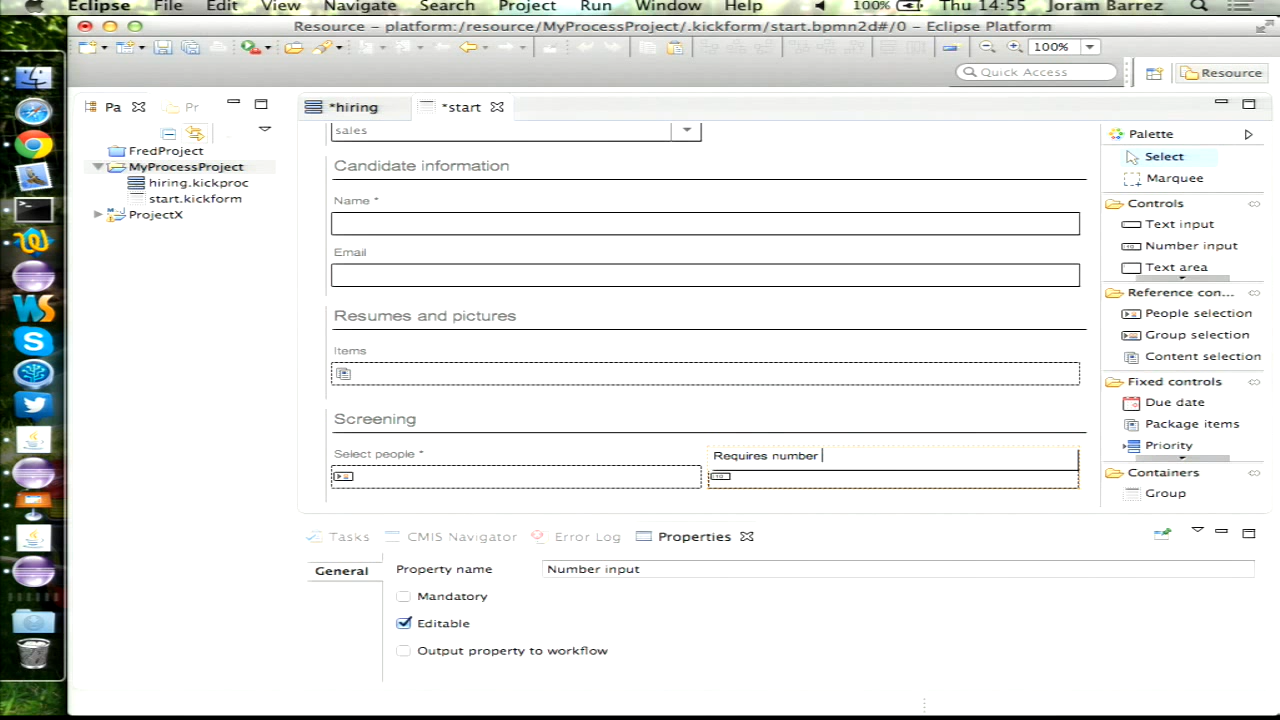 Eclipse File Edit View Navigate Search Project Run Window Help 100% Thu 14:55 Joram Barrez
Resource - platform:/resource/MyProcessProject/.kickform/start.bpmn2d#/0 - Eclipse Platform
100%
Quick Access
Resource
Pa
Pr
*hiring
*start
FredProject
MyProcessProject
hiring.kickproc
start.kickform
ProjectX
sales
Candidate information
Name *
Email
Resumes and pictures
Items
Screening
Select people *
Requires number
Palette
Select
Marquee
Controls
Text input
Number input
Text area
Reference con...
People selection
Group selection
Content selection
Fixed controls
Due date
Package items
Priority
Containers
Group
Tasks
CMIS Navigator
Error Log
Properties
General
Property name
Number input
Mandatory
Editable
Output property to workflow